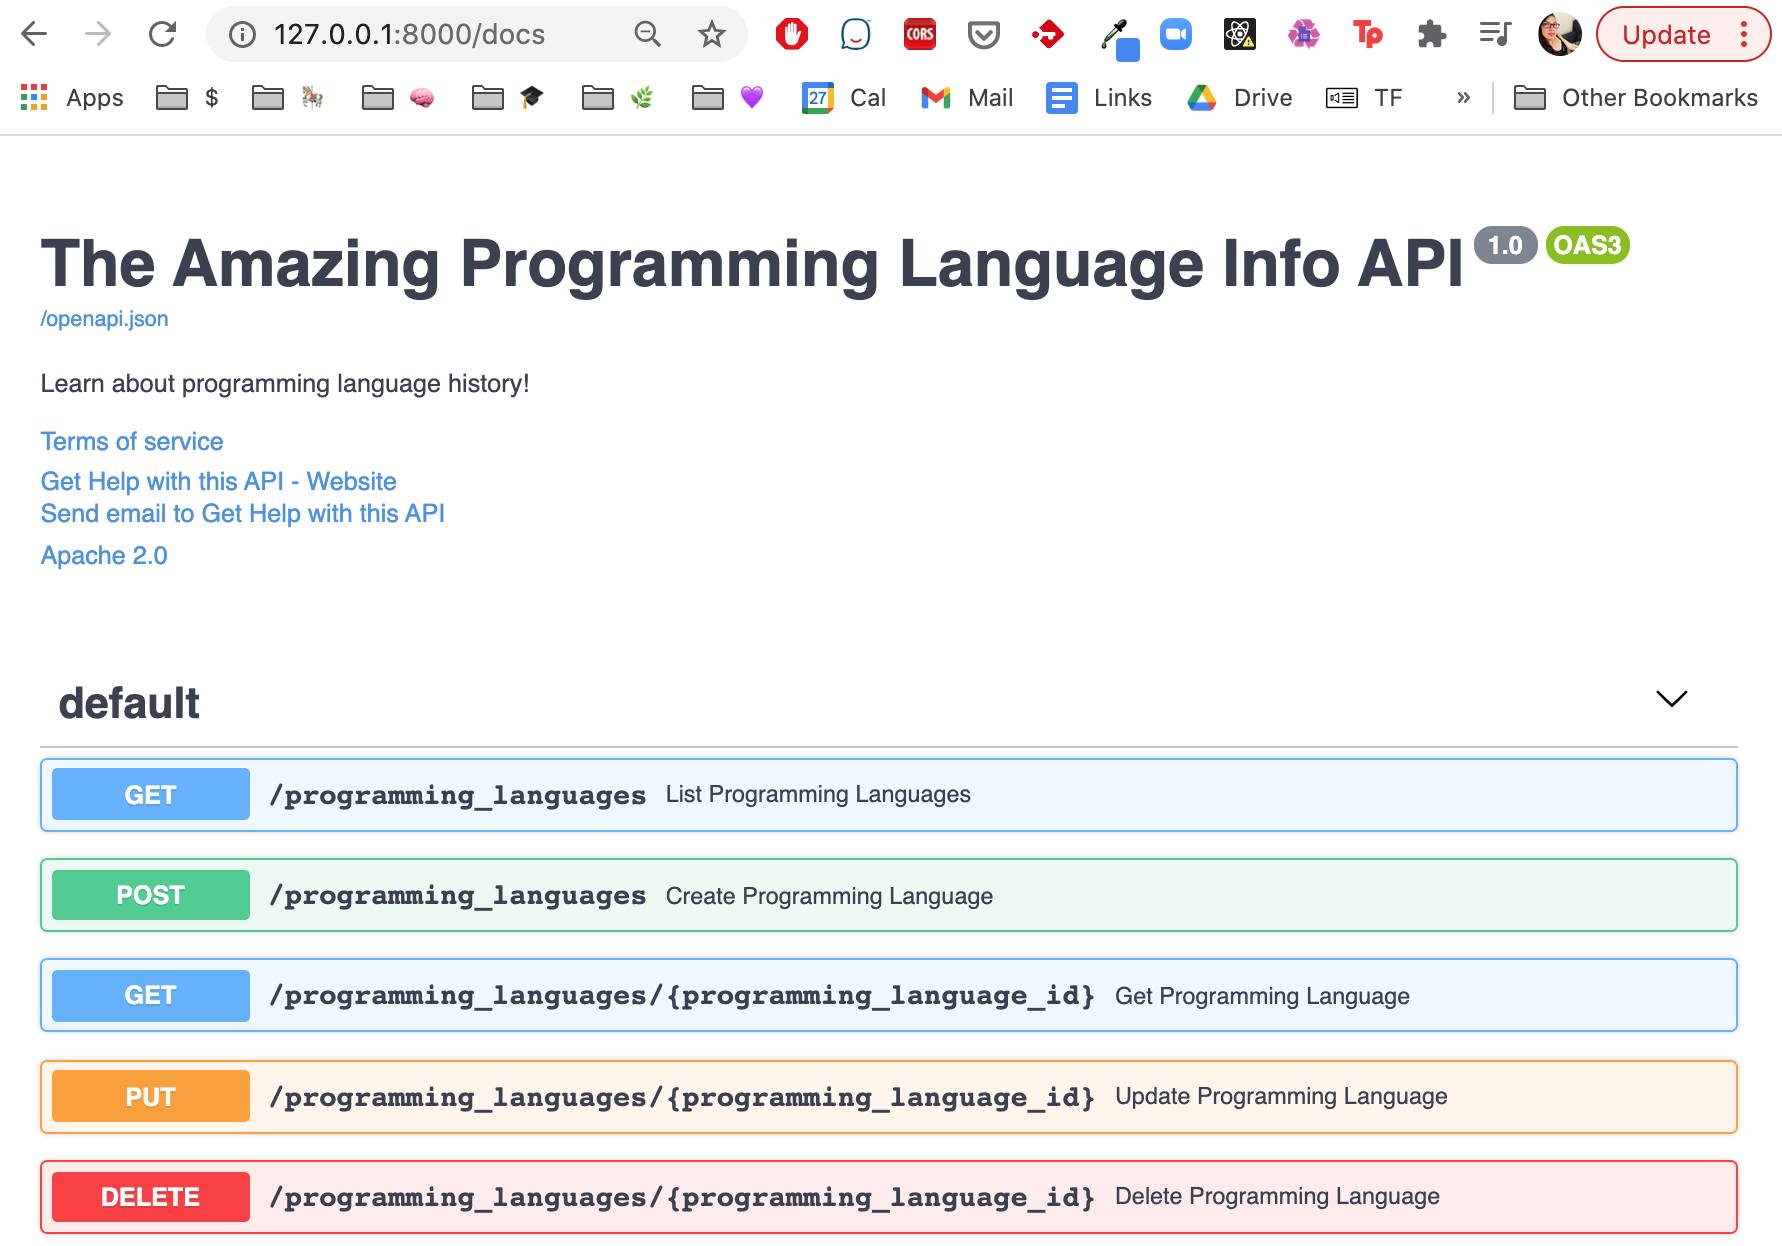 127.0.0.1:8000/docs
CORS
Tp
Update
Apps
$
27
Cal
Mail
Links
Drive
TF
»
Other Bookmarks
The Amazing Programming Language Info API 1.0 OAS3
/openapi.json
Learn about programming language history!
Terms of service
Get Help with this API - Website
Send email to Get Help with this API
Apache 2.0
default
GET /programming_languages List Programming Languages
POST /programming_languages Create Programming Language
GET /programming_languages/{programming_language_id} Get Programming Language
PUT /programming_languages/{programming_language_id} Update Programming Language
DELETE /programming_languages/{programming_language_id} Delete Programming Language